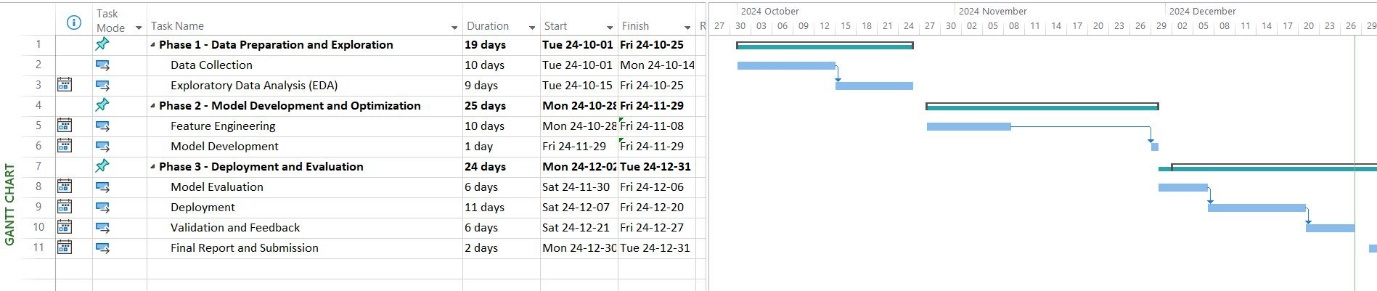 2024 October 2024 November 2024 December
Task Mode Task Name Duration Start Finish R 27 30 03 06 09 12 15 18 21 24 27 30 02 05 08 11 14 17 20 23 26 29 02 05 08 11 14 17 20 23 26 29
1 Phase 1 - Data Preparation and Exploration 19 days Tue 24-10-01 Fri 24-10-25
2 Data Collection 10 days Tue 24-10-01 Mon 24-10-14
3 Exploratory Data Analysis (EDA) 9 days Tue 24-10-15 Fri 24-10-25
4 Phase 2 - Model Development and Optimization 25 days Mon 24-10-28 Fri 24-11-29
5 Feature Engineering 10 days Mon 24-10-28 Fri 24-11-08
6 Model Development 1 day Fri 24-11-29 Fri 24-11-29
7 Phase 3 - Deployment and Evaluation 24 days Mon 24-12-02 Tue 24-12-31
8 Model Evaluation 6 days Sat 24-11-30 Fri 24-12-06
9 Deployment 11 days Sat 24-12-07 Fri 24-12-20
10 Validation and Feedback 6 days Sat 24-12-21 Fri 24-12-27
11 Final Report and Submission 2 days Mon 24-12-30 Tue 24-12-31
GANTT CHART